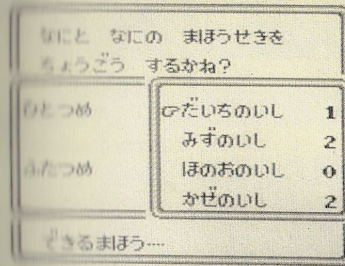 なにと なにの まほうせきを
ちょうごう するかね?
ひとつめ
ふたつめ
だいちのいし 1
みずのいし 2
ほのおのいし 0
かぜのいし 2
できるまほう‥‥